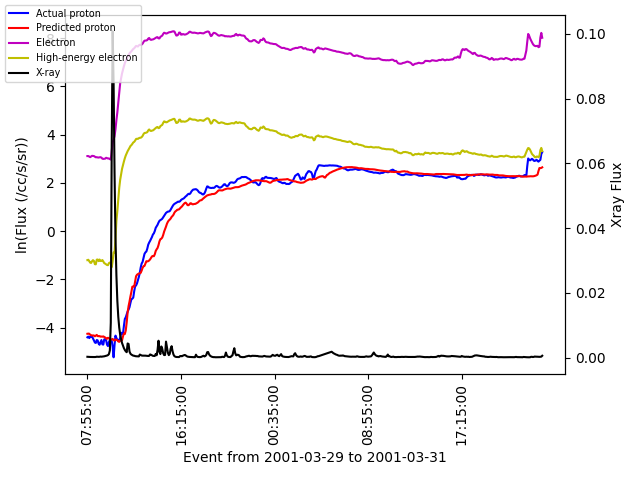 Actual proton
Predicted proton
Electron
High-energy electron
X-ray
8
6
4
2
0
−2
−4
ln(Flux (/cc/s/sr))
0.10
0.08
0.06
0.04
0.02
0.00
Xray Flux
07:55:00
16:15:00
00:35:00
08:55:00
17:15:00
Event from 2001-03-29 to 2001-03-31